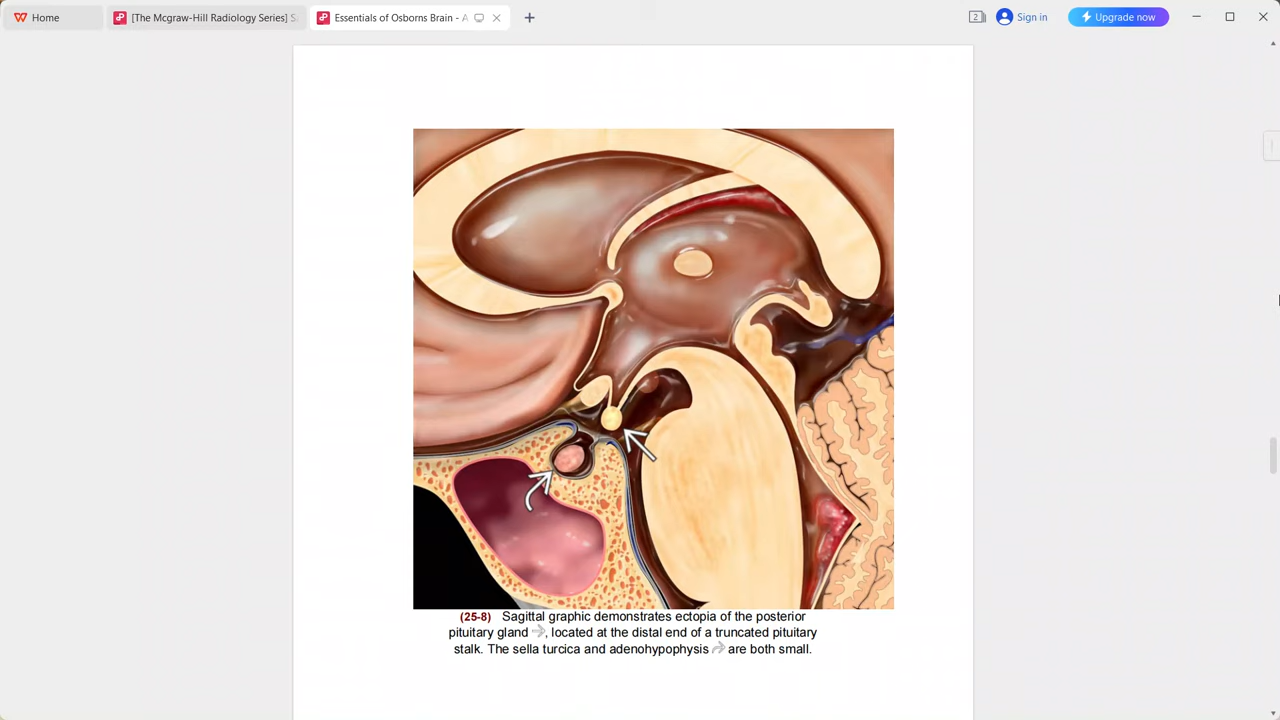 Home
[The Mcgraw-Hill Radiology Series] S
Essentials of Osborns Brain - A
2
Sign in
Upgrade now
(25-8) Sagittal graphic demonstrates ectopia of the posterior
pituitary gland , located at the distal end of a truncated pituitary
stalk. The sella turcica and adenohypophysis are both small.